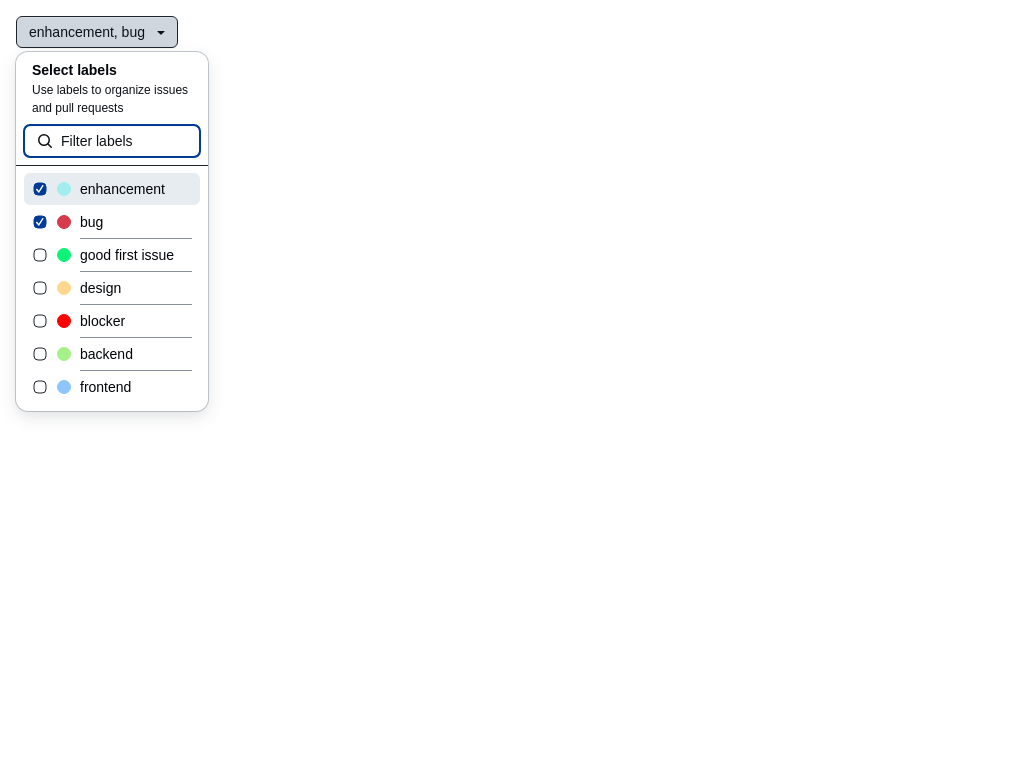 enhancement, bug
Select labels
Use labels to organize issues
and pull requests
Filter labels
enhancement
bug
good first issue
design
blocker
backend
frontend